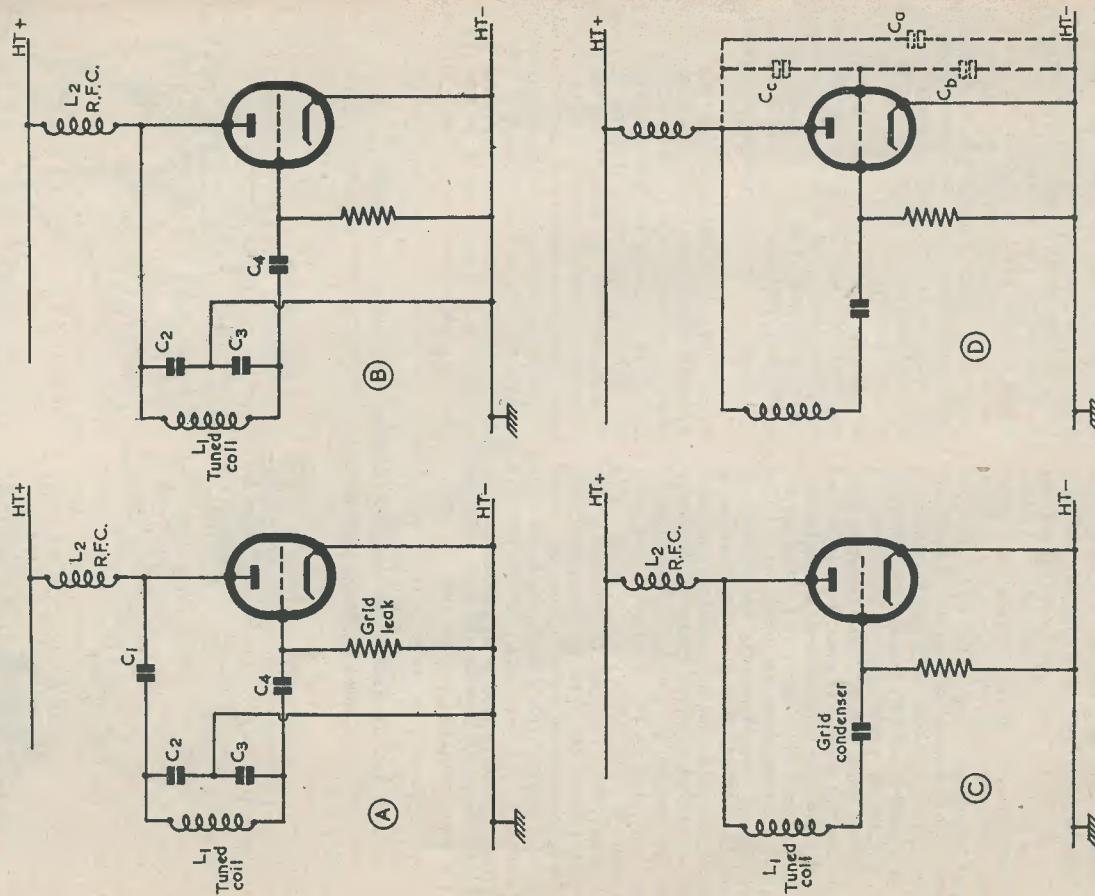 HT+
L2
R.F.C.
C1
C2
C3
C4
L1
Tuned
coil
Grid
leak
HT-
A
HT+
L2
R.F.C.
C2
C3
C4
L1
Tuned
coil
HT-
B
HT+
L2
R.F.C.
L1
Tuned
coil
Grid
condenser
HT-
C
HT+
Ca
Cc
Cb
HT-
D